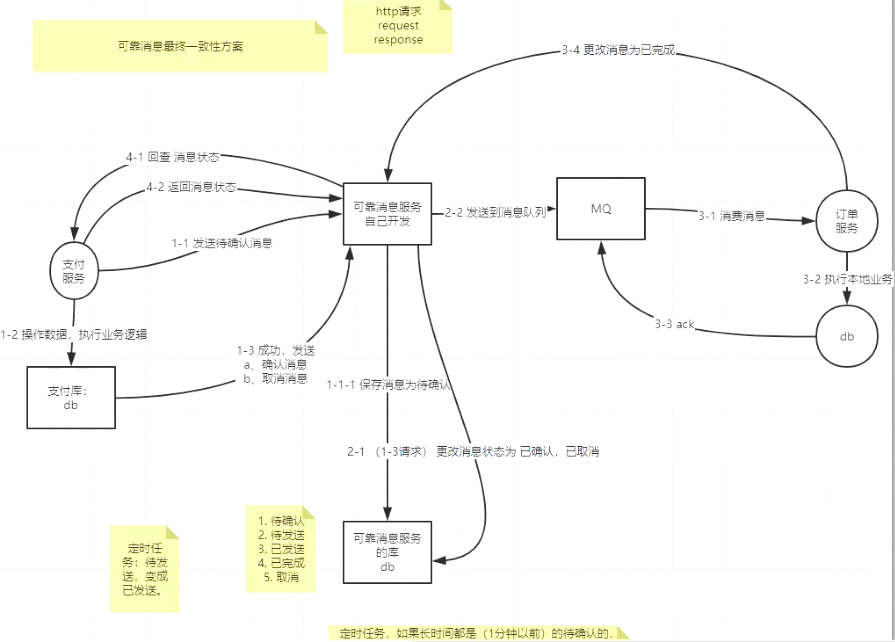 http请求
request
response
可靠消息最终一致性方案
3-4 更改消息为已完成
4-1 回查 消息状态
4-2 返回消息状态
可靠消息服务
自己开发
2-2 发送到消息队列
MQ
3-1 消费消息
订单
服务
1-1 发送待确认消息
支付
服务
3-2 执行本地业务
1-2 操作数据，执行业务逻辑
3-3 ack
db
1-3 成功，发送
a、确认消息
b、取消消息
支付库：
db
1-1-1 保存消息为待确认
2-1 （1-3请求） 更改消息状态为 已确认，已取消
1. 待确认
2. 待发送
3. 已发送
4. 已完成
5. 取消
可靠消息服务
的库
db
定时任
务：待发
送，变成
已发送。
定时任务，如果长时间都是（1分钟以前）的待确认的，